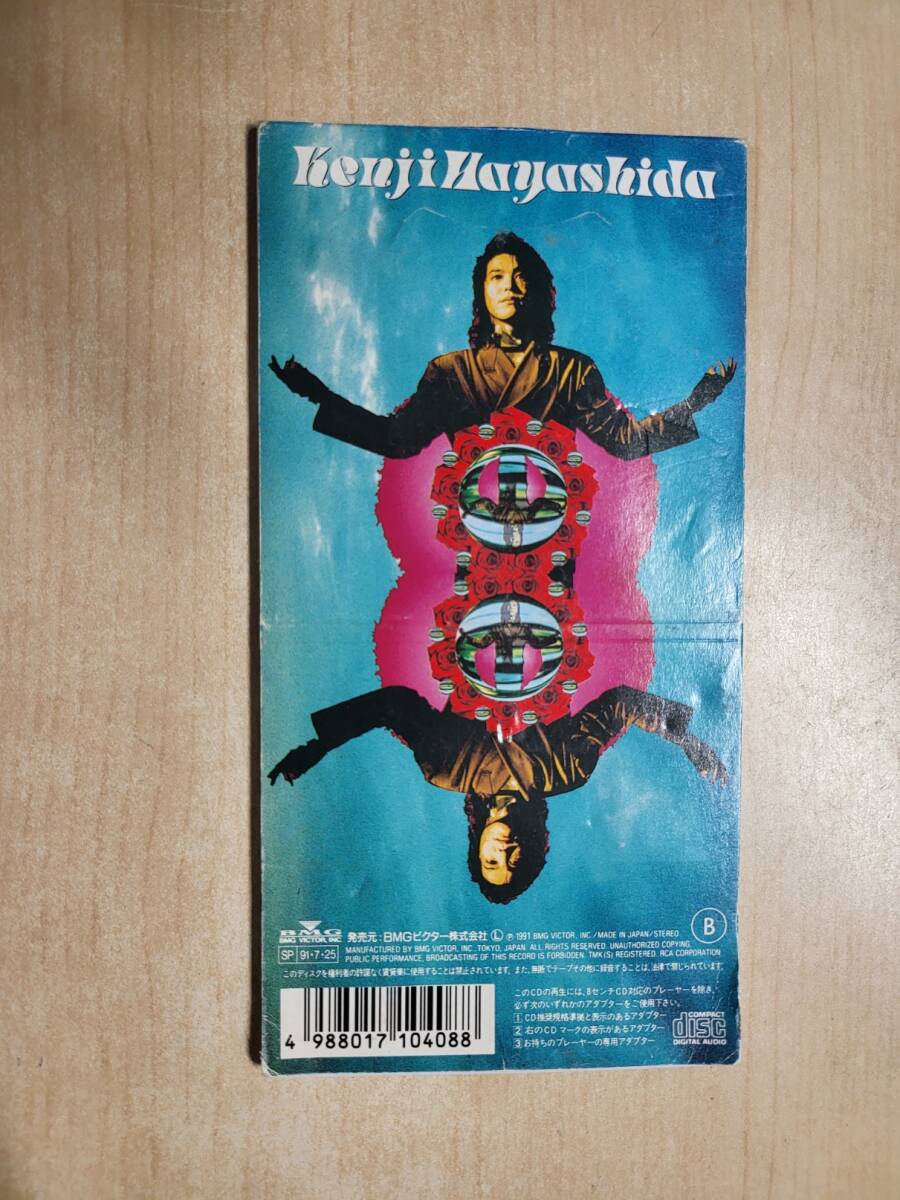 Kenji Hayashida
BMG
BMG VICTOR, INC.
発売元:BMGビクター株式会社 Ⓛ ℗ 1991 BMG VICTOR, INC./MADE IN JAPAN/STEREO
B
SP 91・7・25
MANUFACTURED BY BMG VICTOR, INC., TOKYO, JAPAN. ALL RIGHTS RESERVED. UNAUTHORIZED COPYING,
PUBLIC PERFORMANCE, BROADCASTING OF THIS RECORD IS FORBIDDEN. TMK(S) REGISTERED. RCA CORPORATION
このディスクを権利者の許諾なく賃貸業に使用することは禁止されています。また、無断でテープその他に録音することは、法律で禁じられています。
4 988017 104088
このCDの再生には、8センチCD対応のプレーヤーを除き、
必ず次のいずれかのアダプターをご使用下さい。
1 CD推奨規格準拠と表示のあるアダプター
2 右のCDマークの表示があるアダプター
3 お持ちのプレーヤーの専用アダプター
COMPACT
disc
DIGITAL AUDIO